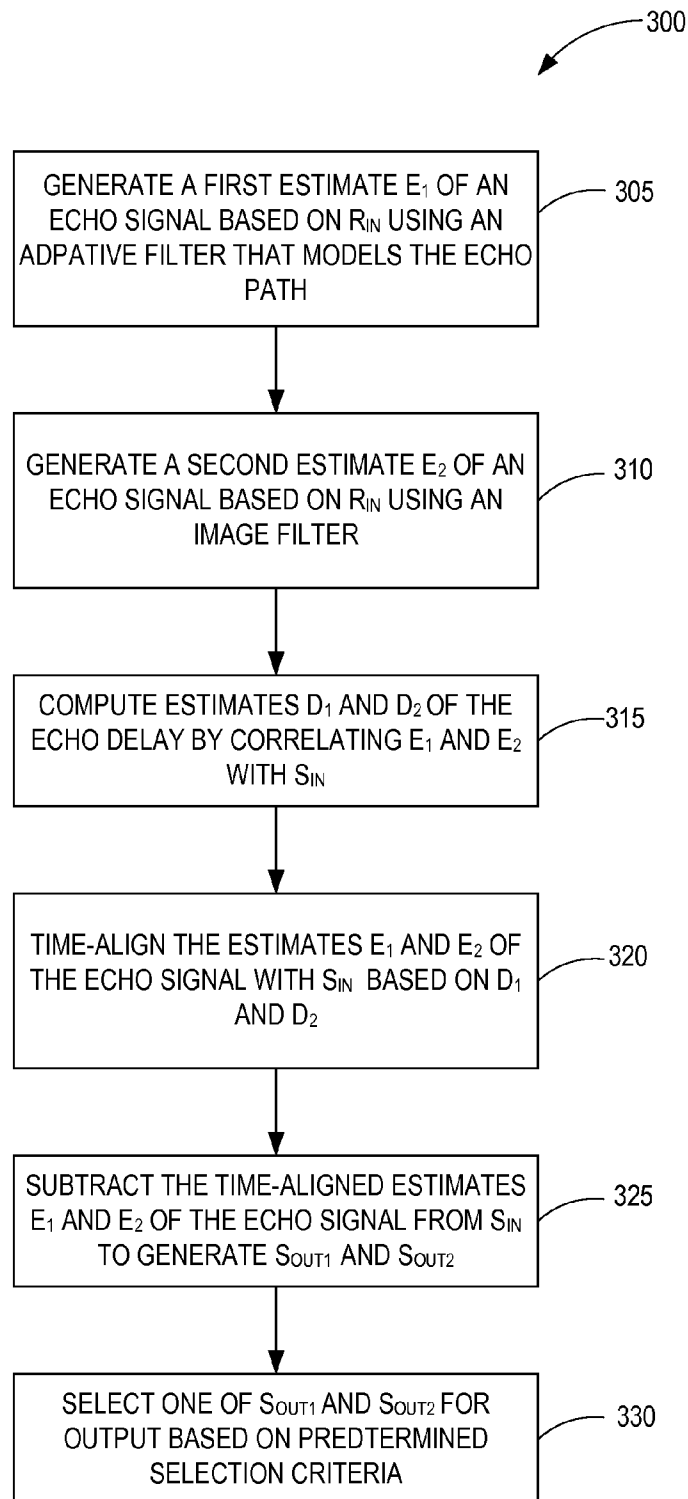 300
GENERATE A FIRST ESTIMATE E1 OF AN
ECHO SIGNAL BASED ON RIN USING AN
ADPATIVE FILTER THAT MODELS THE ECHO
PATH
305
GENERATE A SECOND ESTIMATE E2 OF AN
ECHO SIGNAL BASED ON RIN USING AN
IMAGE FILTER
310
COMPUTE ESTIMATES D1 AND D2 OF THE
ECHO DELAY BY CORRELATING E1 AND E2
WITH SIN
315
TIME-ALIGN THE ESTIMATES E1 AND E2 OF
THE ECHO SIGNAL WITH SIN BASED ON D1
AND D2
320
SUBTRACT THE TIME-ALIGNED ESTIMATES
E1 AND E2 OF THE ECHO SIGNAL FROM SIN
TO GENERATE SOUT1 AND SOUT2
325
SELECT ONE OF SOUT1 AND SOUT2 FOR
OUTPUT BASED ON PREDTERMINED
SELECTION CRITERIA
330